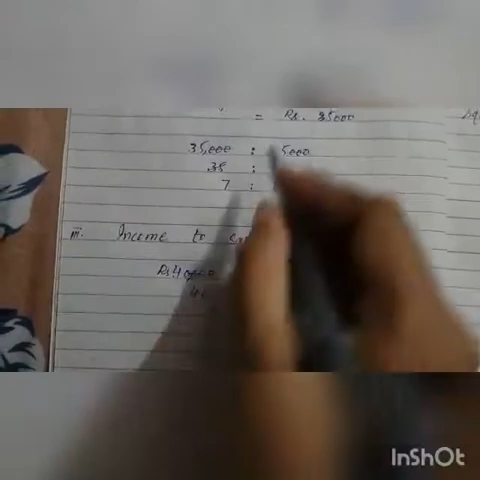 = Rs. 35000
35,000 : 5000
35 :
7 :
iii. Income to
Rs 40,000
InShOt